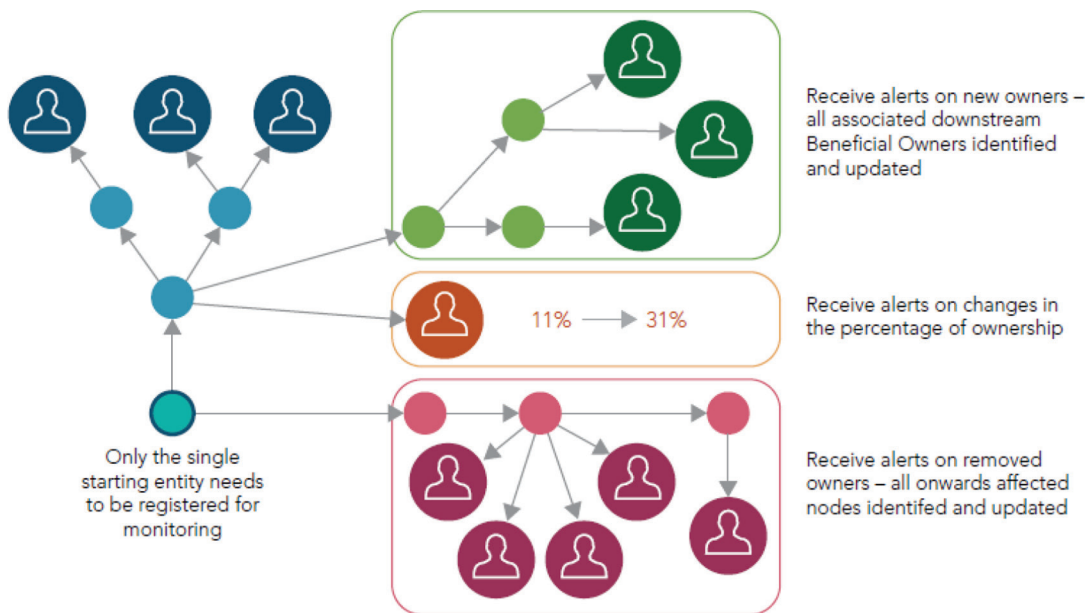 Receive alerts on new owners –
all associated downstream
Beneficial Owners identified
and updated
11%
31%
Receive alerts on changes in
the percentage of ownership
Only the single
starting entity needs
to be registered for
monitoring
Receive alerts on removed
owners – all onwards affected
nodes identifed and updated